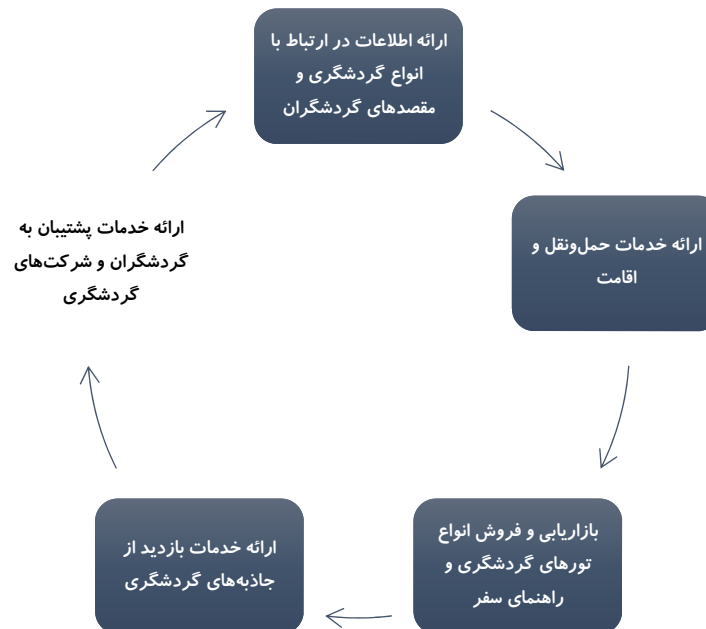 ارائه اطلاعات در ارتباط با
انواع گردشگری و
مقصدهای گردشگران
ارائه خدمات حمل‌ونقل و
اقامت
بازاریابی و فروش انواع
تورهای گردشگری و
راهنمای سفر
ارائه خدمات بازدید از
جاذبه‌های گردشگری
ارائه خدمات پشتیبان به
گردشگران و شرکت‌های
گردشگری